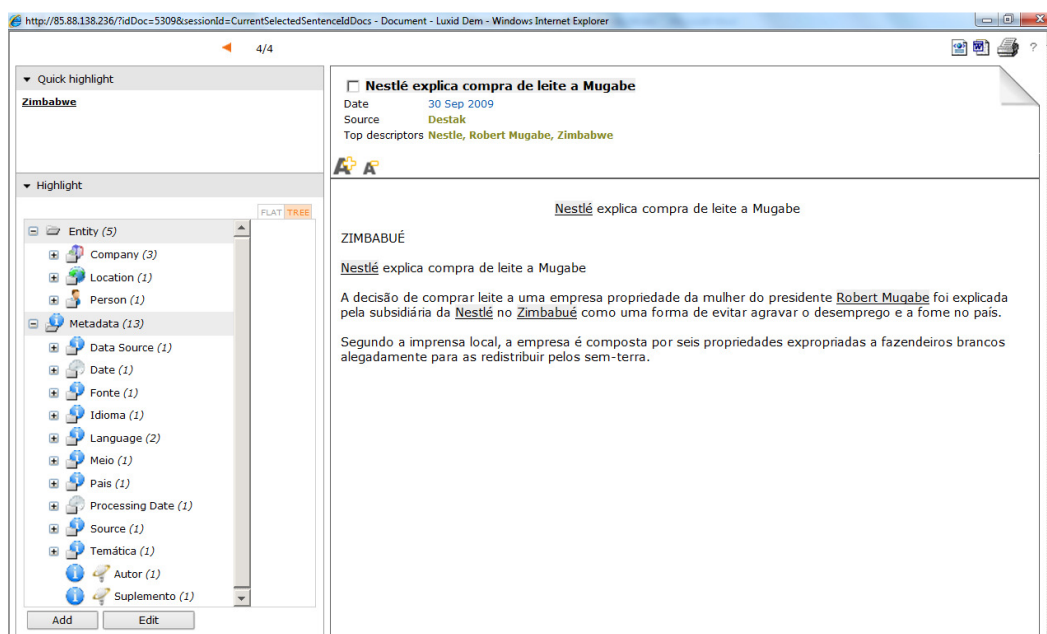 http://85.88.138.236/?idDoc=5309&sessionId=CurrentSelectedSentenceIdDocs - Document - Luxid Dem - Windows Internet Explorer
4/4
?
Quick highlight
Zimbabwe
Highlight
FLAT TREE
Entity (5)
Company (3)
Location (1)
Person (1)
Metadata (13)
Data Source (1)
Date (1)
Fonte (1)
Idioma (1)
Language (2)
Meio (1)
Pais (1)
Processing Date (1)
Source (1)
Temática (1)
Autor (1)
Suplemento (1)
Add Edit
Nestlé explica compra de leite a Mugabe
Date 30 Sep 2009
Source Destak
Top descriptors Nestle, Robert Mugabe, Zimbabwe
A+ A-
Nestlé explica compra de leite a Mugabe
ZIMBABUÉ
Nestlé explica compra de leite a Mugabe
A decisão de comprar leite a uma empresa propriedade da mulher do presidente Robert Mugabe foi explicada
pela subsidiária da Nestlé no Zimbabué como uma forma de evitar agravar o desemprego e a fome no país.
Segundo a imprensa local, a empresa é composta por seis propriedades expropriadas a fazendeiros brancos
alegadamente para as redistribuir pelos sem-terra.